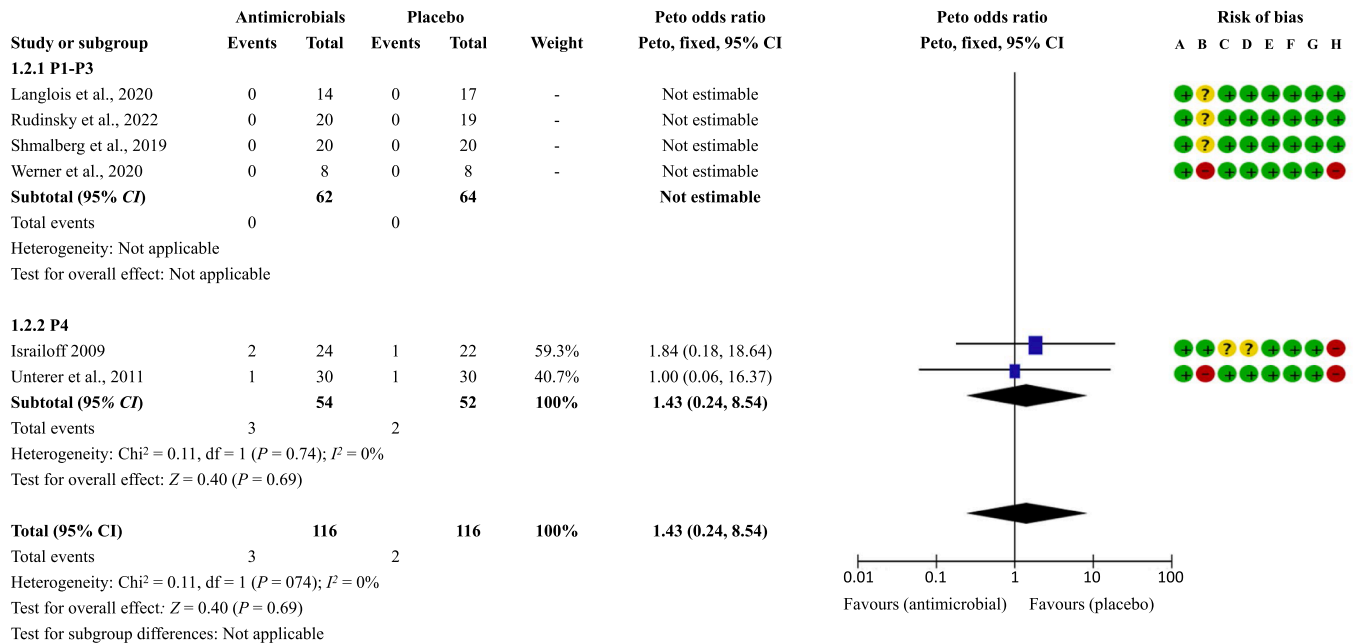 Antimicrobials Placebo Peto odds ratio Peto odds ratio Risk of bias
Study or subgroup Events Total Events Total Weight Peto, fixed, 95% CI Peto, fixed, 95% CI A B C D E F G H
1.2.1 P1-P3
Langlois et al., 2020 0 14 0 17 - Not estimable + ? + + + + + +
Rudinsky et al., 2022 0 20 0 19 - Not estimable + ? + + + + + +
Shmalberg et al., 2019 0 20 0 20 - Not estimable + ? + + + + + +
Werner et al., 2020 0 8 0 8 - Not estimable + - + + + + + -
Subtotal (95% CI) 62 64 Not estimable
Total events 0 0
Heterogeneity: Not applicable
Test for overall effect: Not applicable
1.2.2 P4
Israiloff 2009 2 24 1 22 59.3% 1.84 (0.18, 18.64) + + ? ? + + + -
Unterer et al., 2011 1 30 1 30 40.7% 1.00 (0.06, 16.37) + - + + + + + -
Subtotal (95% CI) 54 52 100% 1.43 (0.24, 8.54)
Total events 3 2
Heterogeneity: Chi² = 0.11, df = 1 (P = 0.74); I² = 0%
Test for overall effect: Z = 0.40 (P = 0.69)
Total (95% CI) 116 116 100% 1.43 (0.24, 8.54)
Total events 3 2
Heterogeneity: Chi² = 0.11, df = 1 (P 074); I² = 0%
Test for overall effect: Z = 0.40 (P = 0.69)
Test for subgroup differences: Not applicable
0.01 0.1 1 10 100
Favours (antimicrobial) Favours (placebo)